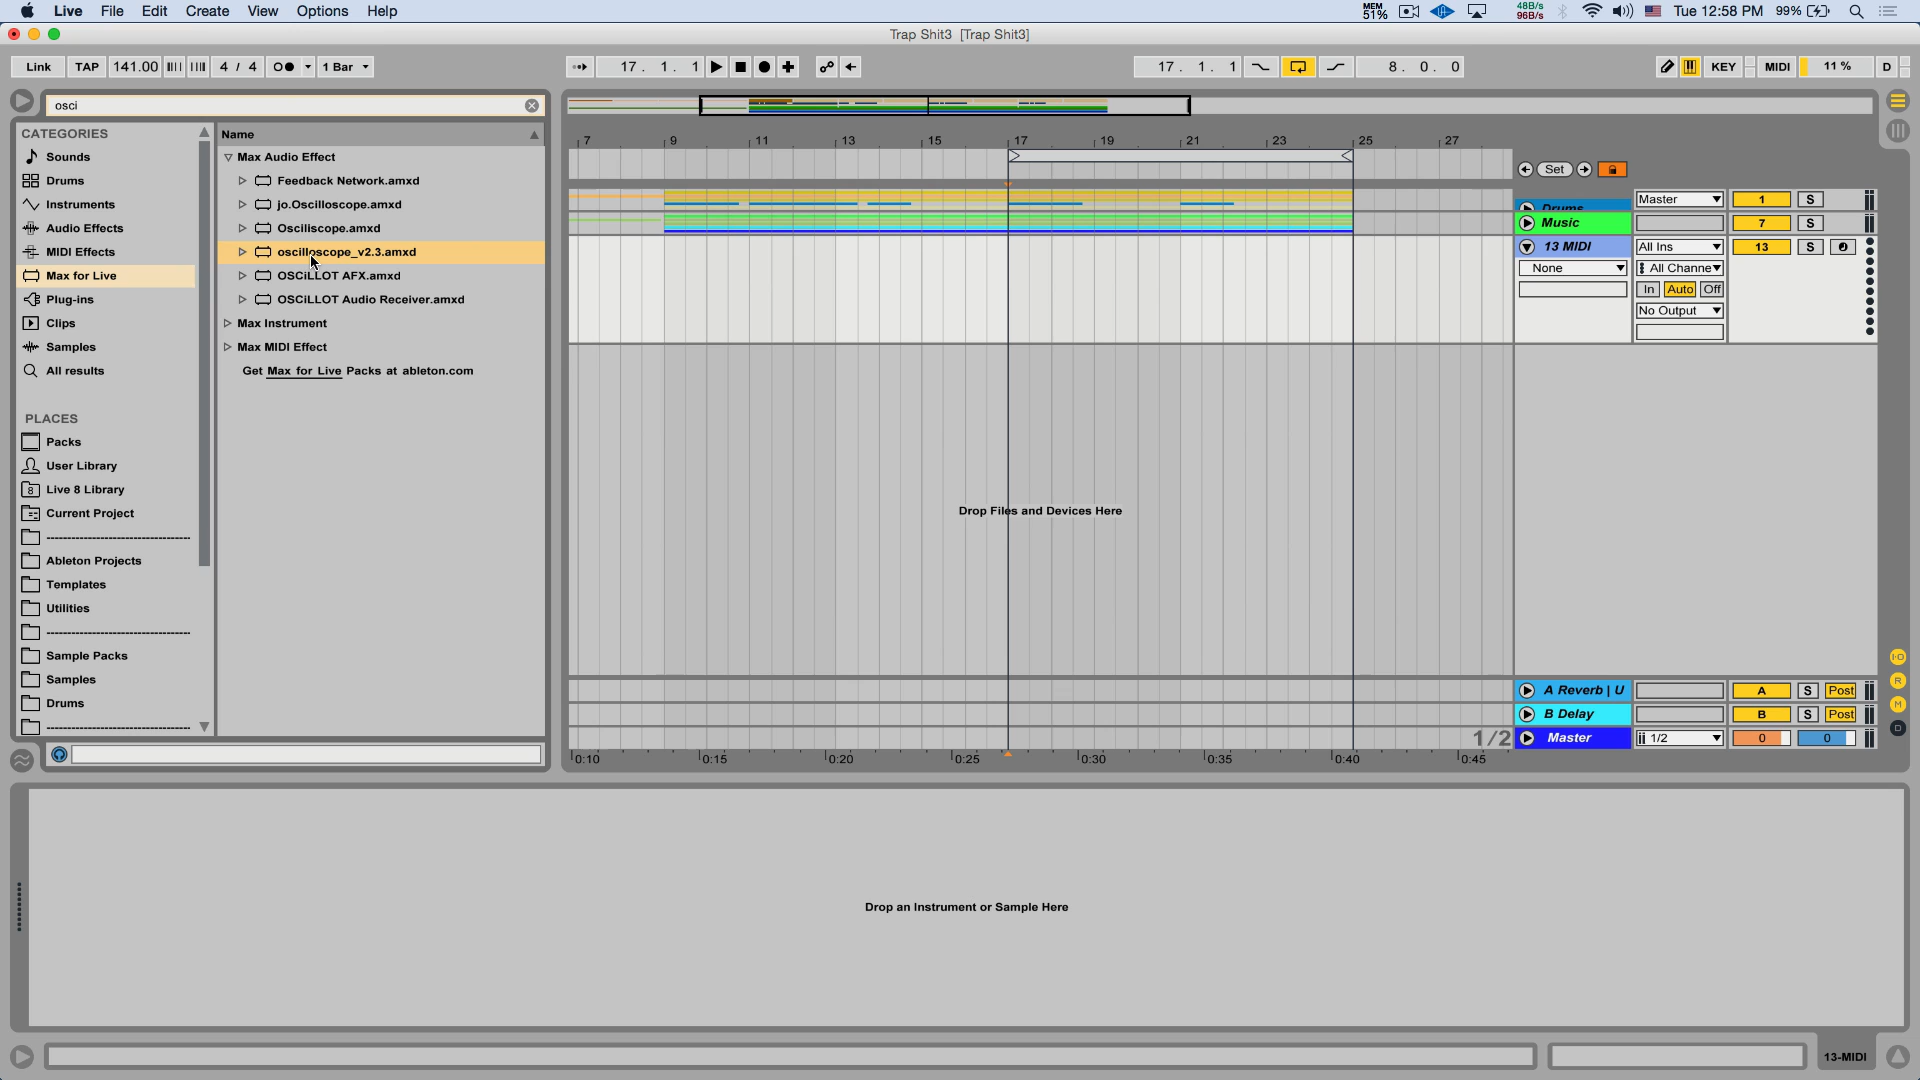 Live File Edit Create View Options Help
MEM 51% 48B/s 96B/s Tue 12:58 PM 99%
Trap Shit3 [Trap Shit3]
Link TAP 141.00 4 / 4 1 Bar 17. 1. 1 17. 1. 1 8. 0. 0 KEY MIDI 11 % D
osci
CATEGORIES
Sounds
Drums
Instruments
Audio Effects
MIDI Effects
Max for Live
Plug-ins
Clips
Samples
All results
PLACES
Packs
User Library
Live 8 Library
Current Project
------------------------------------
Ableton Projects
Templates
Utilities
------------------------------------
Sample Packs
Samples
Drums
------------------------------------
Name
Max Audio Effect
Feedback Network.amxd
jo.Oscilloscope.amxd
Osciliscope.amxd
oscilloscope_v2.3.amxd
OSCiLLOT AFX.amxd
OSCiLLOT Audio Receiver.amxd
Max Instrument
Max MIDI Effect
Get Max for Live Packs at ableton.com
7 9 11 13 15 17 19 21 23 25 27
Set
Drums Master 1 S
Music 7 S
13 MIDI All Ins 13 S
None All Channe
In Auto Off
No Output
Drop Files and Devices Here
A Reverb | U A S Post
B Delay B S Post
1/2 Master 1/2 0 0
0:10 0:15 0:20 0:25 0:30 0:35 0:40 0:45
I·O
R
M
D
Drop an Instrument or Sample Here
13-MIDI